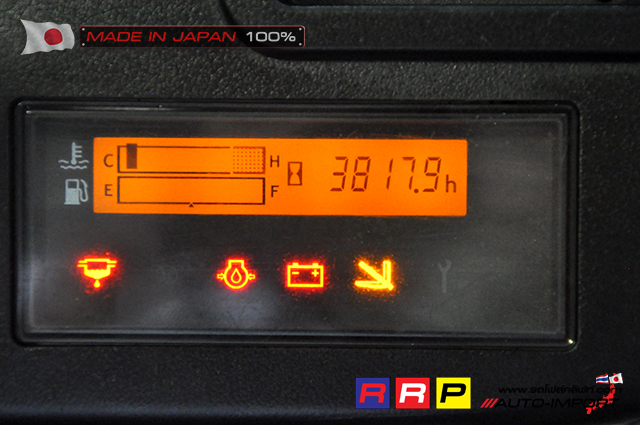 MADE IN JAPAN 100%
C H 3817.9h
E F
RRP
AUTO-IMPORT